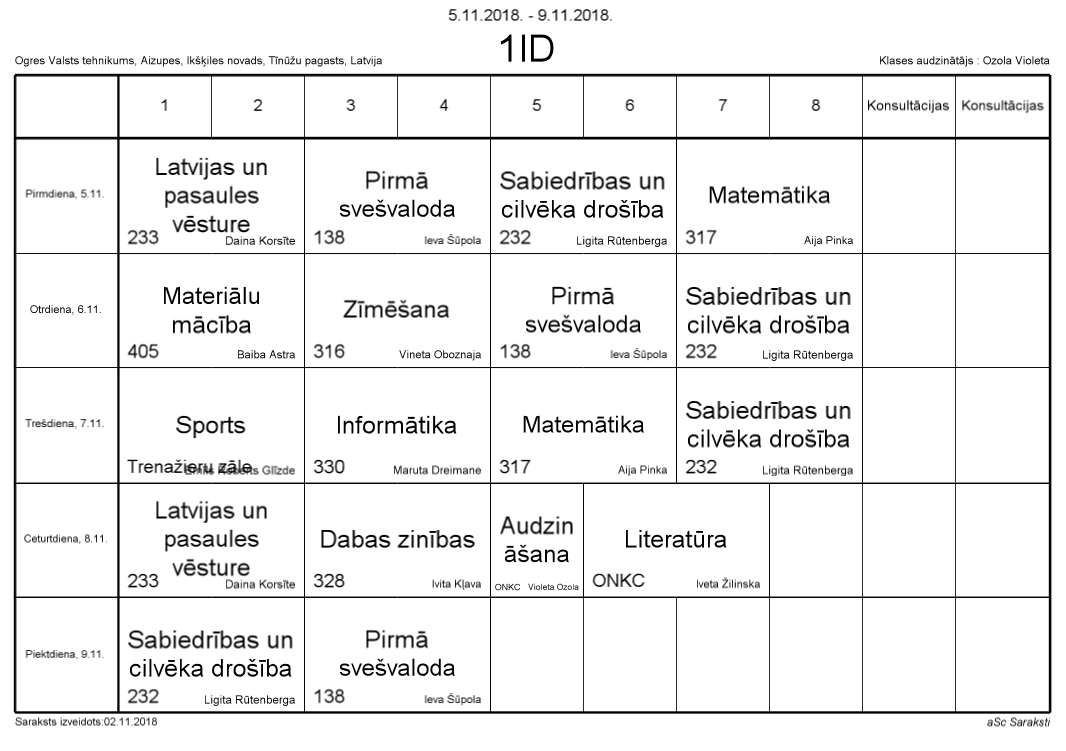 5.11.2018. - 9.11.2018.
1ID
Ogres Valsts tehnikums, Aizupes, Ikšķiles novads, Tīnūžu pagasts, Latvija
Klases audzinātājs : Ozola Violeta
1 2 3 4 5 6 7 8 Konsultācijas Konsultācijas
Pirmdiena, 5.11.
Latvijas un
pasaules
vēsture
233 Daina Korsīte
Pirmā
svešvaloda
138 Ieva Šūpola
Sabiedrības un
cilvēka drošība
232 Ligita Rūtenberga
Matemātika
317 Aija Pinka
Otrdiena, 6.11.
Materiālu
mācība
405 Baiba Astra
Zīmēšana
316 Vineta Oboznaja
Pirmā
svešvaloda
138 Ieva Šūpola
Sabiedrības un
cilvēka drošība
232 Ligita Rūtenberga
Trešdiena, 7.11.
Sports
Trenažieru zāle Emīls Roberts Glīzde
Informātika
330 Maruta Dreimane
Matemātika
317 Aija Pinka
Sabiedrības un
cilvēka drošība
232 Ligita Rūtenberga
Ceturtdiena, 8.11.
Latvijas un
pasaules
vēsture
233 Daina Korsīte
Dabas zinības
328 Ivita Kļava
Audzin
āšana
ONKC Violeta Ozola
Literatūra
ONKC Iveta Žilinska
Piektdiena, 9.11.
Sabiedrības un
cilvēka drošība
232 Ligita Rūtenberga
Pirmā
svešvaloda
138 Ieva Šūpola
Saraksts izveidots:02.11.2018
aSc Saraksti